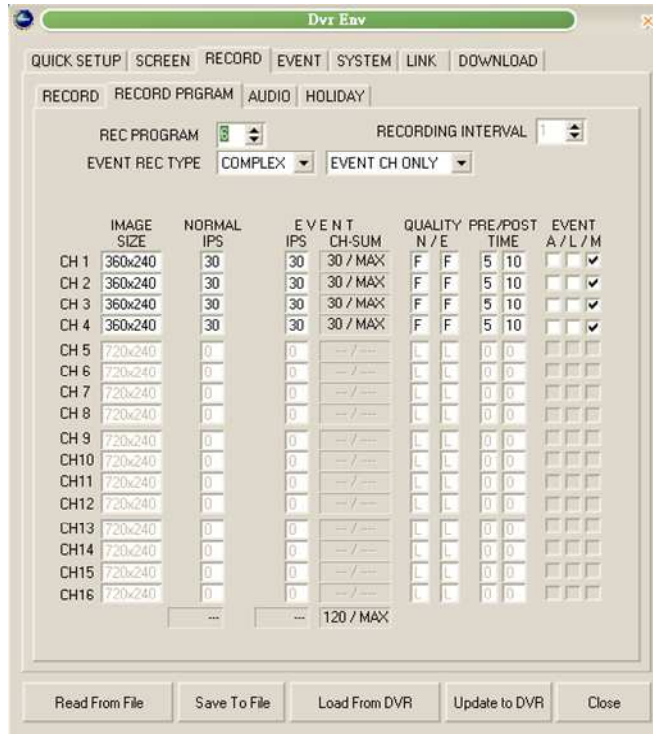 Dvr Env
QUICK SETUP SCREEN RECORD EVENT SYSTEM LINK DOWNLOAD
RECORD RECORD PRGRAM AUDIO HOLIDAY
REC PROGRAM 6 RECORDING INTERVAL 1
EVENT REC TYPE COMPLEX EVENT CH ONLY
IMAGE NORMAL EVENT QUALITY PRE/POST EVENT
SIZE IPS IPS CH-SUM N / E TIME A / L / M
CH 1 360x240 30 30 30 / MAX F F 5 10
CH 2 360x240 30 30 30 / MAX F F 5 10
CH 3 360x240 30 30 30 / MAX F F 5 10
CH 4 360x240 30 30 30 / MAX F F 5 10
CH 5 720x240 0 0 --- / --- L L 0 0
CH 6 720x240 0 0 --- / --- L L 0 0
CH 7 720x240 0 0 --- / --- L L 0 0
CH 8 720x240 0 0 --- / --- L L 0 0
CH 9 720x240 0 0 --- / --- L L 0 0
CH10 720x240 0 0 --- / --- L L 0 0
CH11 720x240 0 0 --- / --- L L 0 0
CH12 720x240 0 0 --- / --- L L 0 0
CH13 720x240 0 0 --- / --- L L 0 0
CH14 720x240 0 0 --- / --- L L 0 0
CH15 720x240 0 0 --- / --- L L 0 0
CH16 720x240 0 0 --- / --- L L 0 0
--- --- 120 / MAX
Read From File Save To File Load From DVR Update to DVR Close